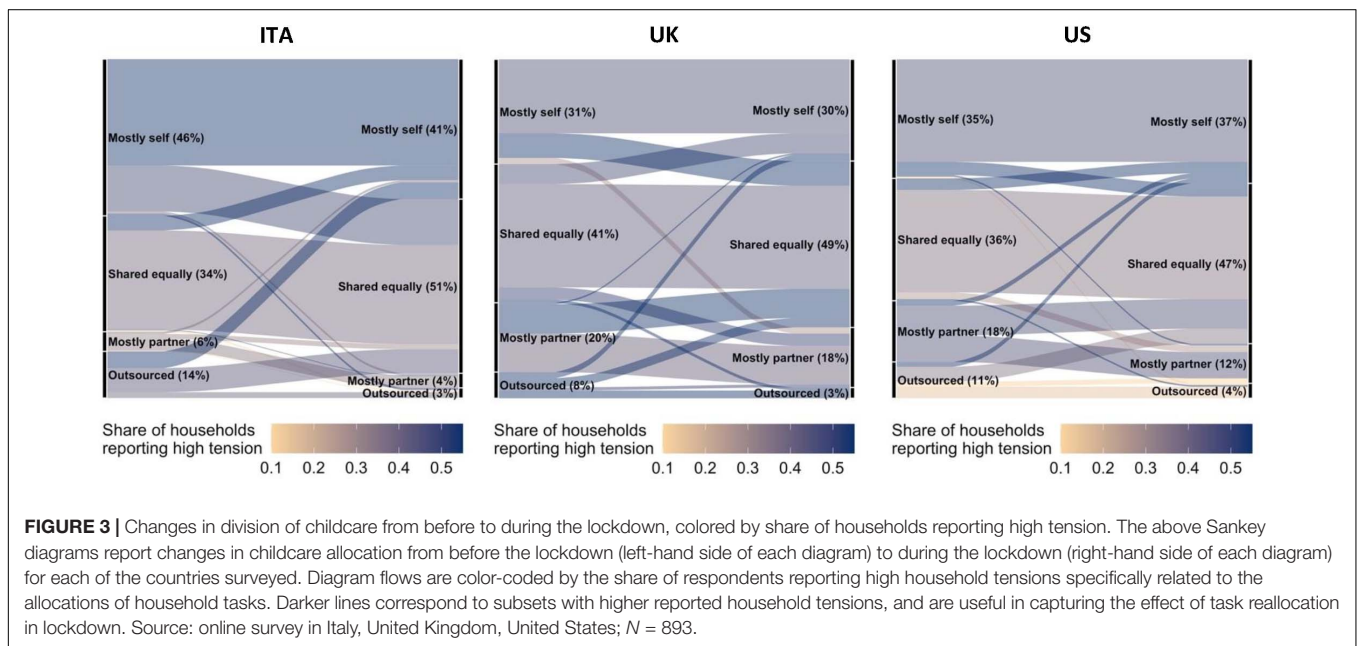 ITA
UK
US
Mostly self (46%)
Mostly self (41%)
Shared equally (34%)
Shared equally (51%)
Mostly partner (6%)
Mostly partner (4%)
Outsourced (14%)
Outsourced (3%)
Mostly self (31%)
Mostly self (30%)
Shared equally (41%)
Shared equally (49%)
Mostly partner (20%)
Mostly partner (18%)
Outsourced (8%)
Outsourced (3%)
Mostly self (35%)
Mostly self (37%)
Shared equally (36%)
Shared equally (47%)
Mostly partner (18%)
Mostly partner (12%)
Outsourced (11%)
Outsourced (4%)
Share of households
reporting high tension
0.1 0.2 0.3 0.4 0.5
Share of households
reporting high tension
0.1 0.2 0.3 0.4 0.5
Share of households
reporting high tension
0.1 0.2 0.3 0.4 0.5
FIGURE 3 | Changes in division of childcare from before to during the lockdown, colored by share of households reporting high tension. The above Sankey
diagrams report changes in childcare allocation from before the lockdown (left-hand side of each diagram) to during the lockdown (right-hand side of each diagram)
for each of the countries surveyed. Diagram flows are color-coded by the share of respondents reporting high household tensions specifically related to the
allocations of household tasks. Darker lines correspond to subsets with higher reported household tensions, and are useful in capturing the effect of task reallocation
in lockdown. Source: online survey in Italy, United Kingdom, United States; N = 893.